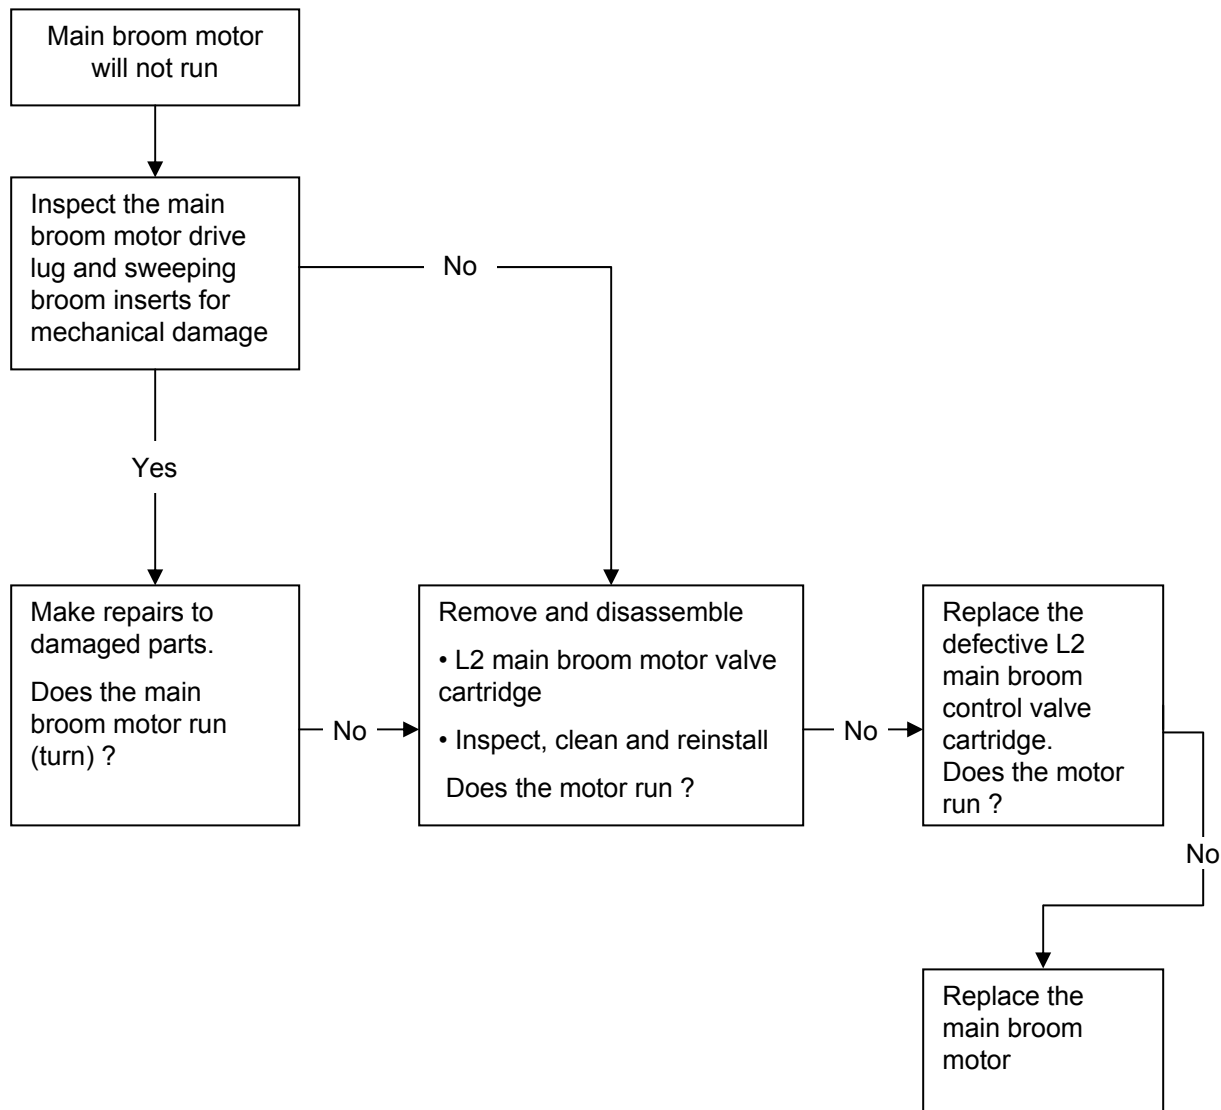 Main broom motor
will not run
Inspect the main
broom motor drive
lug and sweeping
broom inserts for
mechanical damage
No
Yes
Make repairs to
damaged parts.
Does the main
broom motor run
(turn) ?
No
Remove and disassemble
• L2 main broom motor valve
cartridge
• Inspect, clean and reinstall
Does the motor run ?
No
Replace the
defective L2
main broom
control valve
cartridge.
Does the motor
run ?
No
Replace the
main broom
motor